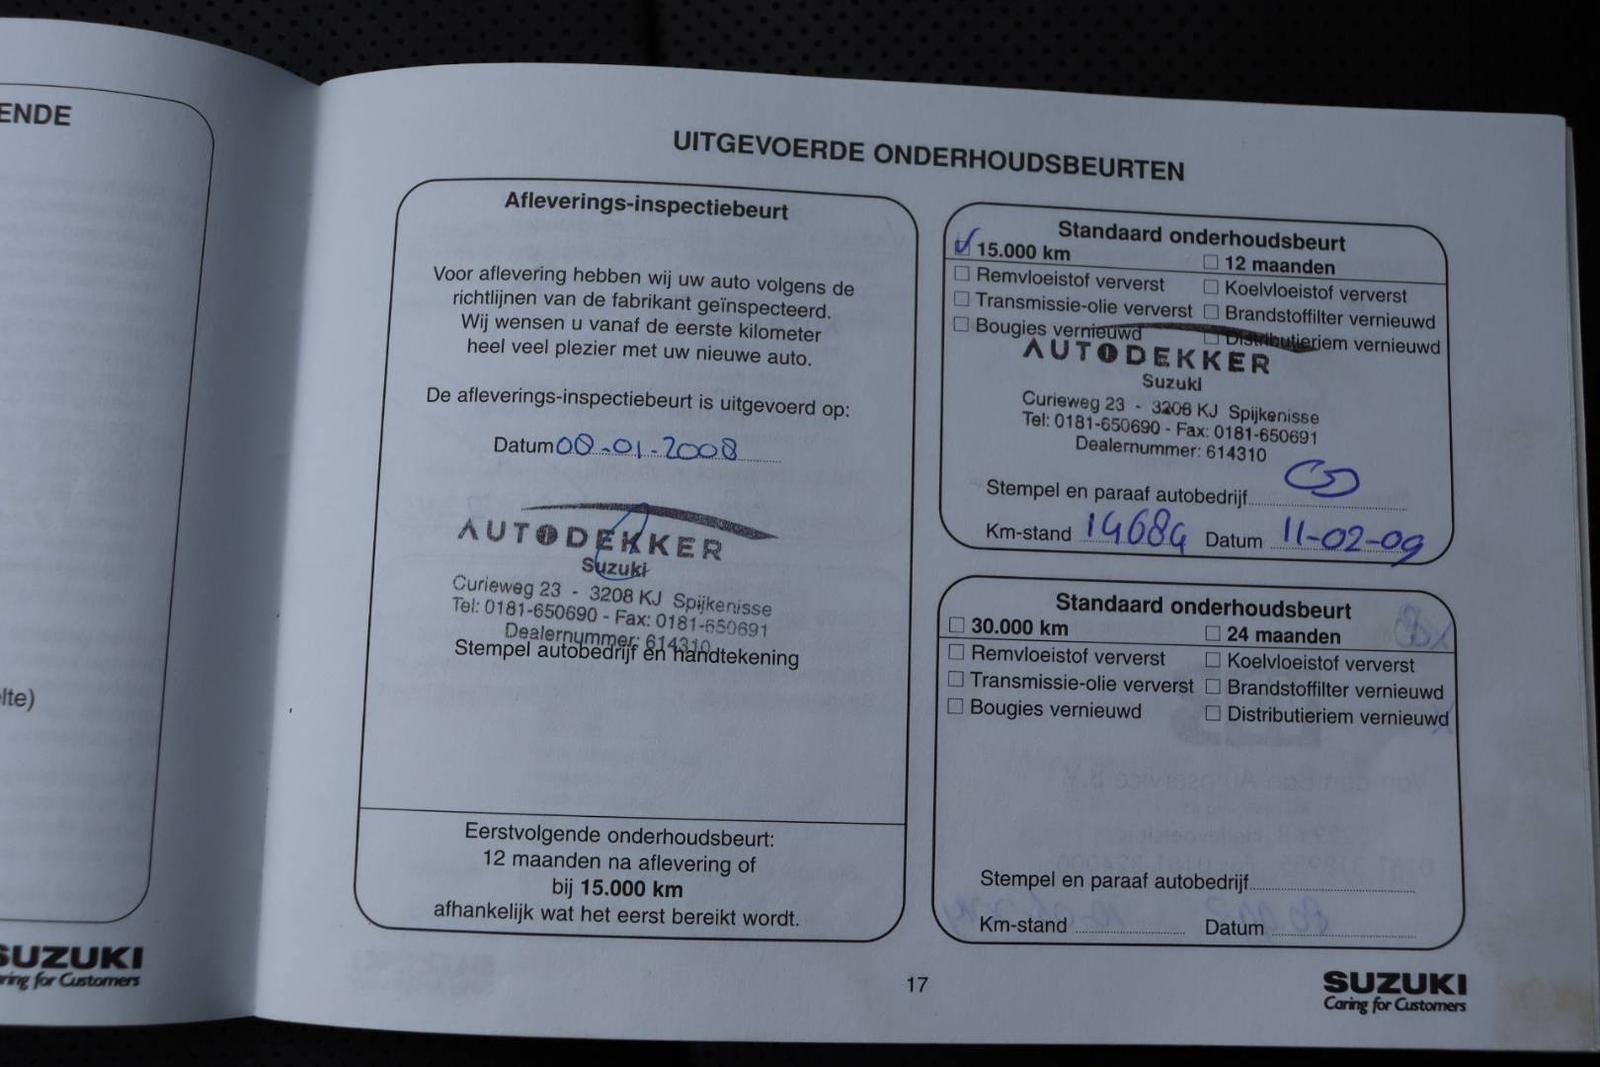 ENDE
lte)
SUZUKI
ring for Customers
UITGEVOERDE ONDERHOUDSBEURTEN
Afleverings-inspectiebeurt
Voor aflevering hebben wij uw auto volgens de
richtlijnen van de fabrikant geïnspecteerd.
Wij wensen u vanaf de eerste kilometer
heel veel plezier met uw nieuwe auto.
De afleverings-inspectiebeurt is uitgevoerd op:
Datum 08-01-2008
AUTODEKKER
Suzuki
Curieweg 23 - 3208 KJ Spijkenisse
Tel: 0181-650690 - Fax: 0181-650691
Dealernummer: 614310
Stempel autobedrijf en handtekening
Eerstvolgende onderhoudsbeurt:
12 maanden na aflevering of
bij 15.000 km
afhankelijk wat het eerst bereikt wordt.
Standaard onderhoudsbeurt
15.000 km 12 maanden
Remvloeistof ververst Koelvloeistof ververst
Transmissie-olie ververst Brandstoffilter vernieuwd
Bougies vernieuwd Distributieriem vernieuwd
AUTODEKKER
Suzuki
Curieweg 23 - 3208 KJ Spijkenisse
Tel: 0181-650690 - Fax: 0181-650691
Dealernummer: 614310
Stempel en paraaf autobedrijf
Km-stand 14684 Datum 11-02-09
Standaard onderhoudsbeurt
30.000 km 24 maanden
Remvloeistof ververst Koelvloeistof ververst
Transmissie-olie ververst Brandstoffilter vernieuwd
Bougies vernieuwd Distributieriem vernieuwd
Stempel en paraaf autobedrijf
Km-stand Datum
17
SUZUKI
Caring for Customers